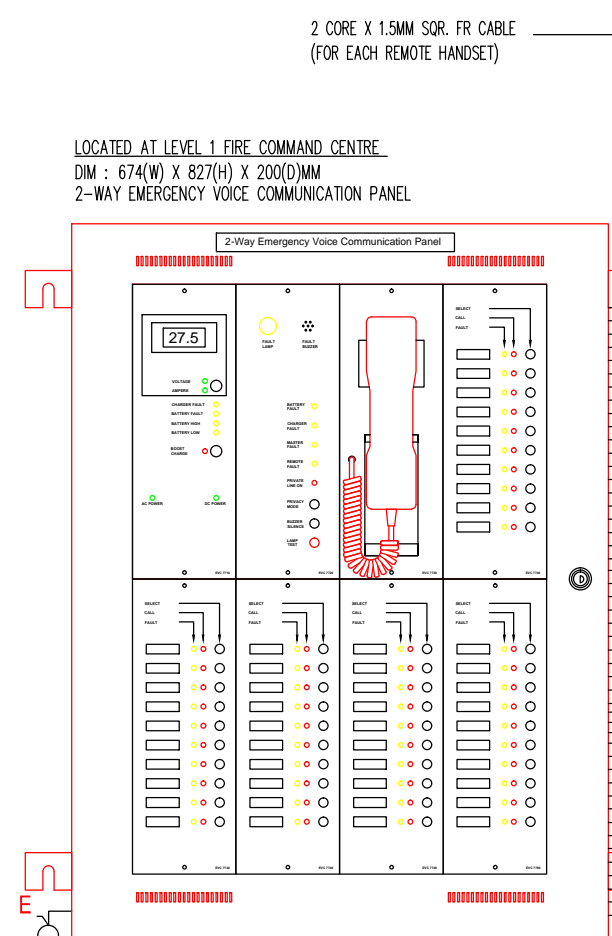 2 CORE X 1.5MM SQR. FR CABLE
(FOR EACH REMOTE HANDSET)
LOCATED AT LEVEL 1 FIRE COMMAND CENTRE
DIM : 674(W) X 827(H) X 200(D)MM
2-WAY EMERGENCY VOICE COMMUNICATION PANEL
2-Way Emergency Voice Communication Panel
27.5
VOLTAGE
AMPERE
CHARGER FAULT
BATTERY FAULT
BATTERY HIGH
BATTERY LOW
BOOST
CHARGE
AC POWER
DC POWER
FAULT
LAMP
FAULT
BUZZER
BATTERY
FAULT
CHARGER
FAULT
MASTER
FAULT
REMOTE
FAULT
PRIVATE
LINE ON
PRIVACY
MODE
BUZZER
SILENCE
LAMP
TEST
SELECT
CALL
FAULT
SELECT
CALL
FAULT
SELECT
CALL
FAULT
SELECT
CALL
FAULT
SELECT
CALL
FAULT
E